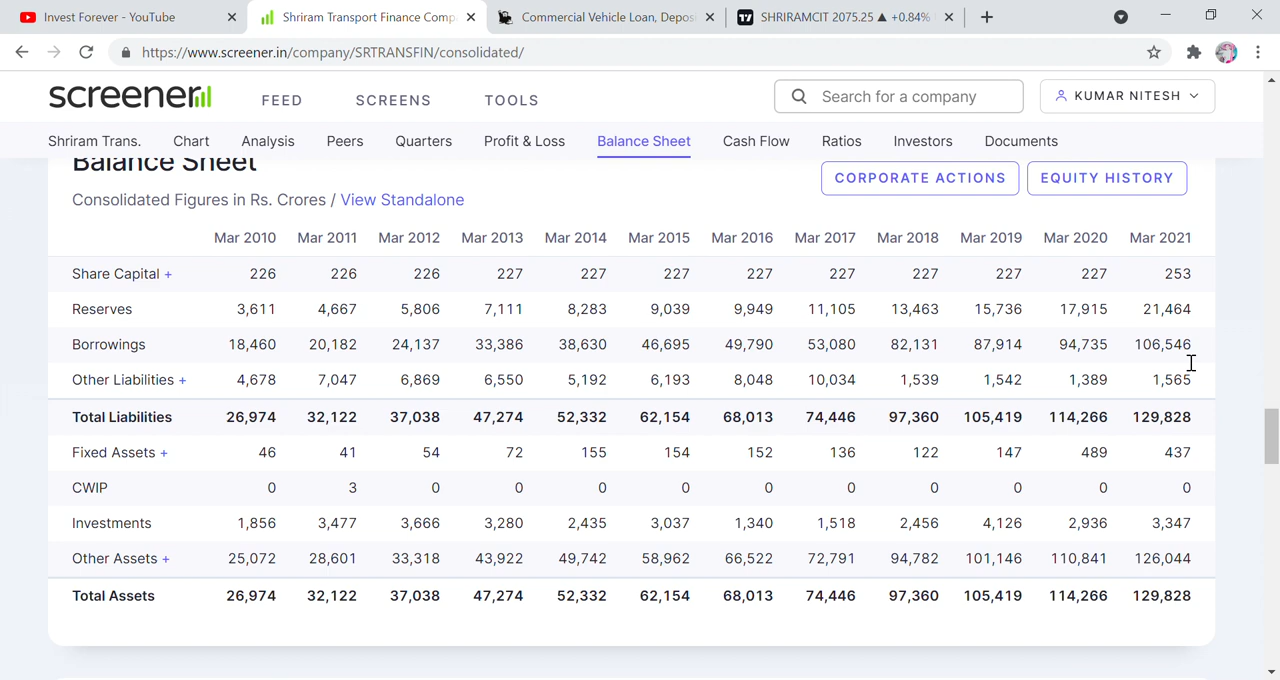 Invest Forever - YouTube
Shriram Transport Finance Comp
Commercial Vehicle Loan, Depos
SHRIRAMCIT 2075.25 ▲ +0.84%
https://www.screener.in/company/SRTRANSFIN/consolidated/
screener
FEED SCREENS TOOLS
Search for a company
KUMAR NITESH
Shriram Trans. Chart Analysis Peers Quarters Profit & Loss Balance Sheet Cash Flow Ratios Investors Documents
Balance Sheet
CORPORATE ACTIONS EQUITY HISTORY
Consolidated Figures in Rs. Crores / View Standalone
Mar 2010 Mar 2011 Mar 2012 Mar 2013 Mar 2014 Mar 2015 Mar 2016 Mar 2017 Mar 2018 Mar 2019 Mar 2020 Mar 2021
Share Capital + 226 226 226 227 227 227 227 227 227 227 227 253
Reserves 3,611 4,667 5,806 7,111 8,283 9,039 9,949 11,105 13,463 15,736 17,915 21,464
Borrowings 18,460 20,182 24,137 33,386 38,630 46,695 49,790 53,080 82,131 87,914 94,735 106,546
Other Liabilities + 4,678 7,047 6,869 6,550 5,192 6,193 8,048 10,034 1,539 1,542 1,389 1,565
Total Liabilities 26,974 32,122 37,038 47,274 52,332 62,154 68,013 74,446 97,360 105,419 114,266 129,828
Fixed Assets + 46 41 54 72 155 154 152 136 122 147 489 437
CWIP 0 3 0 0 0 0 0 0 0 0 0 0
Investments 1,856 3,477 3,666 3,280 2,435 3,037 1,340 1,518 2,456 4,126 2,936 3,347
Other Assets + 25,072 28,601 33,318 43,922 49,742 58,962 66,522 72,791 94,782 101,146 110,841 126,044
Total Assets 26,974 32,122 37,038 47,274 52,332 62,154 68,013 74,446 97,360 105,419 114,266 129,828